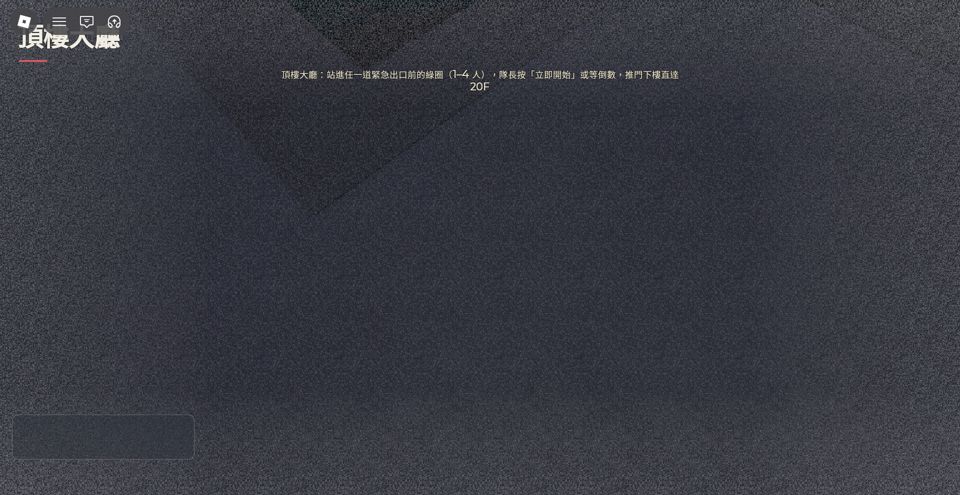 頂樓大廳
頂樓大廳：站進任一道緊急出口前的綠圈（1–4 人），隊長按「立即開始」或等倒數，推門下樓直達
20F